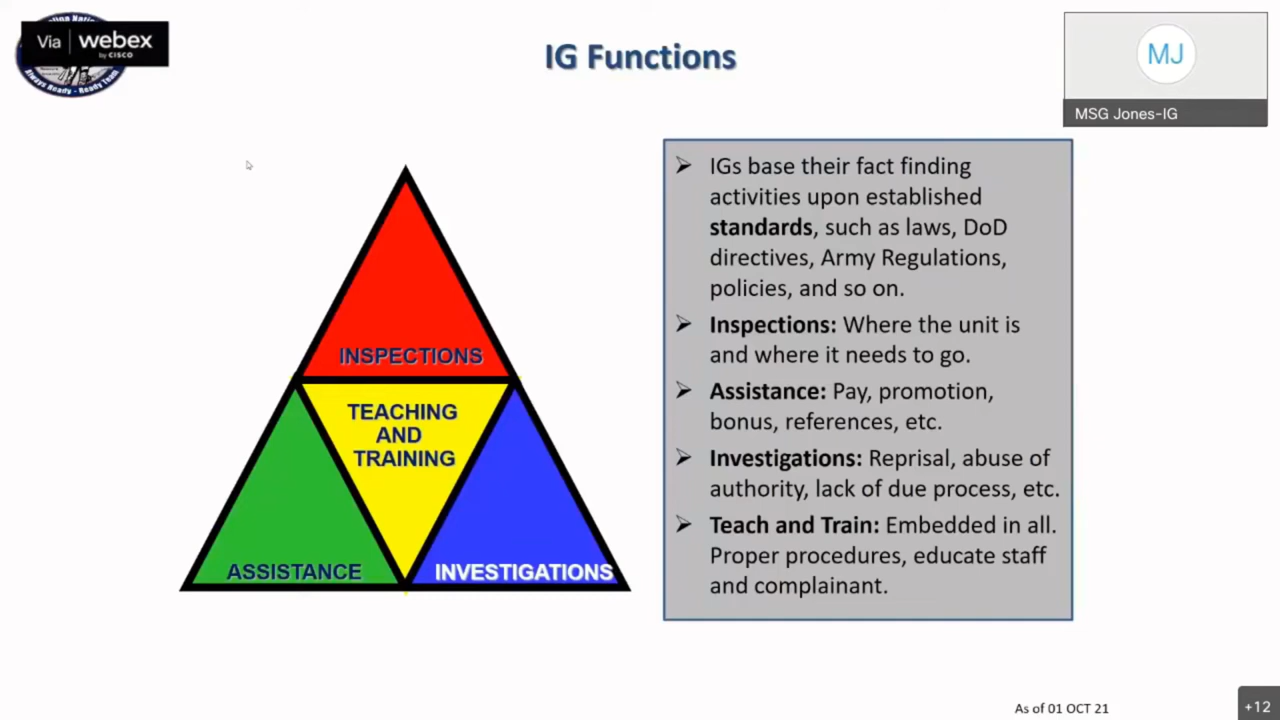 Via webex
by CISCO
Always Ready - Ready Team
IG Functions
MJ
MSG Jones-IG
INSPECTIONS
TEACHING
AND
TRAINING
ASSISTANCE
INVESTIGATIONS
➢ IGs base their fact finding
activities upon established
standards, such as laws, DoD
directives, Army Regulations,
policies, and so on.
➢ Inspections: Where the unit is
and where it needs to go.
➢ Assistance: Pay, promotion,
bonus, references, etc.
➢ Investigations: Reprisal, abuse of
authority, lack of due process, etc.
➢ Teach and Train: Embedded in all.
Proper procedures, educate staff
and complainant.
As of 01 OCT 21
+12